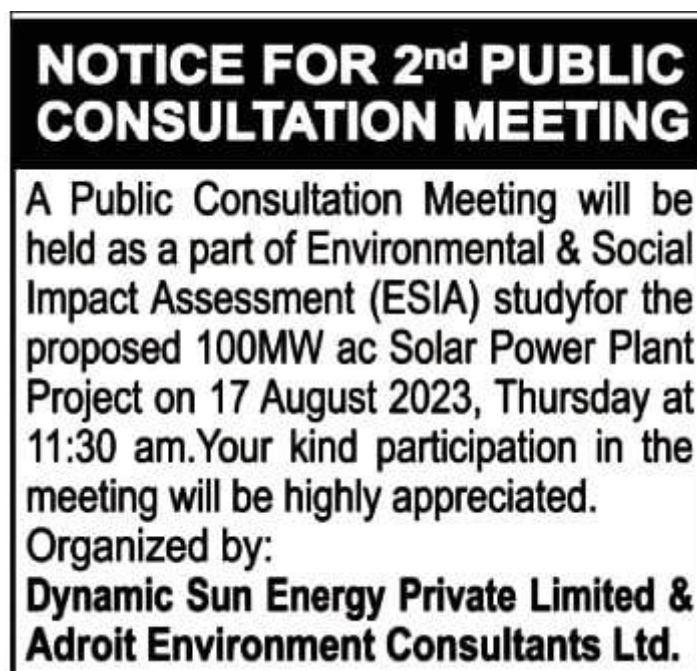 NOTICE FOR 2nd PUBLIC
CONSULTATION MEETING
A Public Consultation Meeting will be
held as a part of Environmental & Social
Impact Assessment (ESIA) studyfor the
proposed 100MW ac Solar Power Plant
Project on 17 August 2023, Thursday at
11:30 am.Your kind participation in the
meeting will be highly appreciated.
Organized by:
Dynamic Sun Energy Private Limited &
Adroit Environment Consultants Ltd.